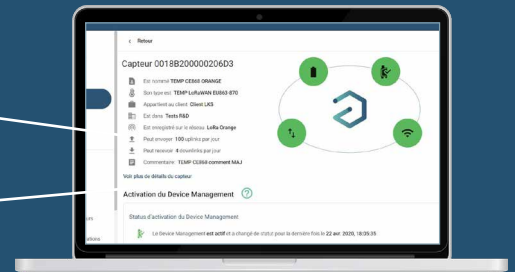 ‹ Retour
Capteur 0018B200000206D3
Est nommé TEMP CE868 ORANGE
Son type est TEMP LoRaWAN EU863-870
Appartient au client Client LKS
Est dans Tests R&D
Est enregistré sur le réseau LoRa Orange
Peut envoyer 100 uplinks par jour
Peut recevoir 4 downlinks par jour
Commentaire TEMP CE868 comment MAJ
Voir plus de détails du capteur
Activation du Device Management ?
Status d'activation du Device Management
Le Device Management est actif et a changé de statut pour la dernière fois le 22 avr. 2020, 18:35:35